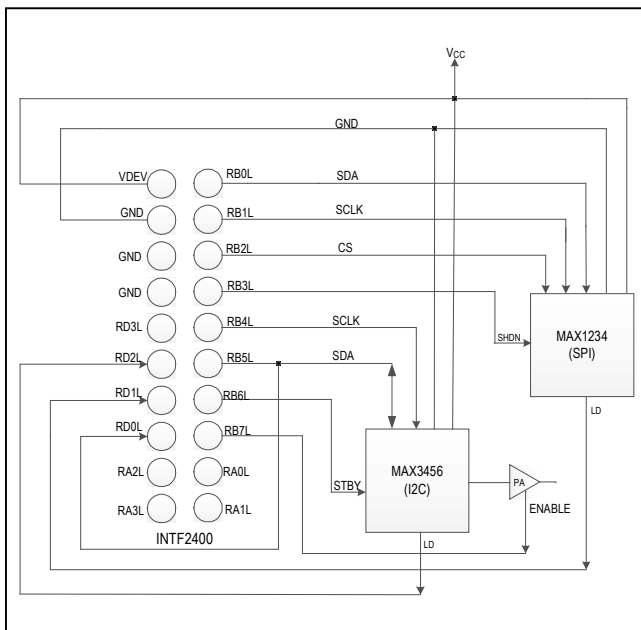 VCC
GND
VDEV RB0L SDA
GND RB1L SCLK
GND RB2L CS
GND RB3L
RD3L RB4L SCLK
SHDN
MAX1234
(SPI)
RD2L RB5L SDA
RD1L RB6L
LD
RD0L RB7L
RA2L RA0L
STBY
MAX3456
(I2C)
PA
RA3L RA1L
ENABLE
INTF2400
LD